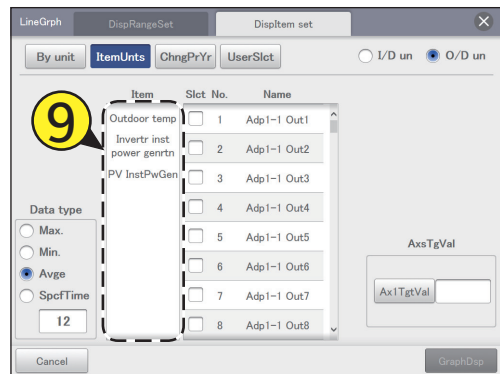 LineGrph DispRangeSet DispItem set
By unit ItemUnts ChngPrYr UserSlct I/D un O/D un
Item Slct No. Name
9
Outdoor temp
Invertr inst
power genrtn
PV InstPwGen
1 Adp1-1 Out1
2 Adp1-1 Out2
3 Adp1-1 Out3
4 Adp1-1 Out4
5 Adp1-1 Out5
6 Adp1-1 Out6
7 Adp1-1 Out7
8 Adp1-1 Out8
Data type
Max.
Min.
Avge
SpcfTime
12
AxsTgVal
Ax1TgtVal
Cancel GraphDsp